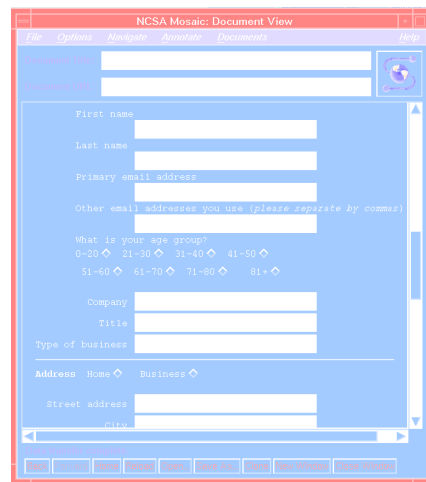 NCSA Mosaic: Document View
File Options Navigate Annotate Documents Help
First name
Last name
Primary email address
Other email addresses you use (please separate by commas)
What is your age group?
0-20 21-30 31-40 41-50
51-60 61-70 71-80 81+
Company
Title
Type of business
Address Home Business
Street address
City